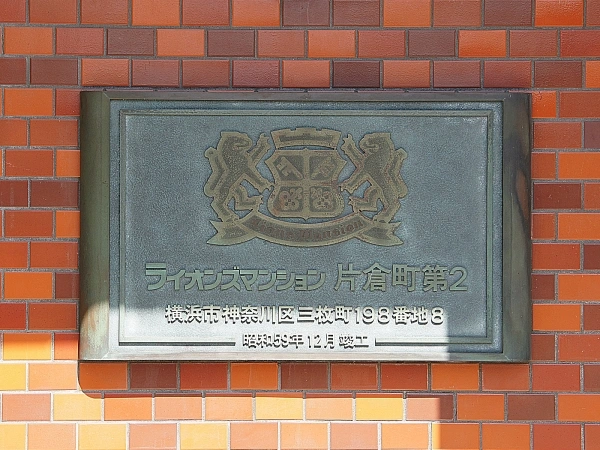 ライオンズマンション 片倉町第2
横浜市神奈川区三枚町198番地8
昭和59年12月 竣工